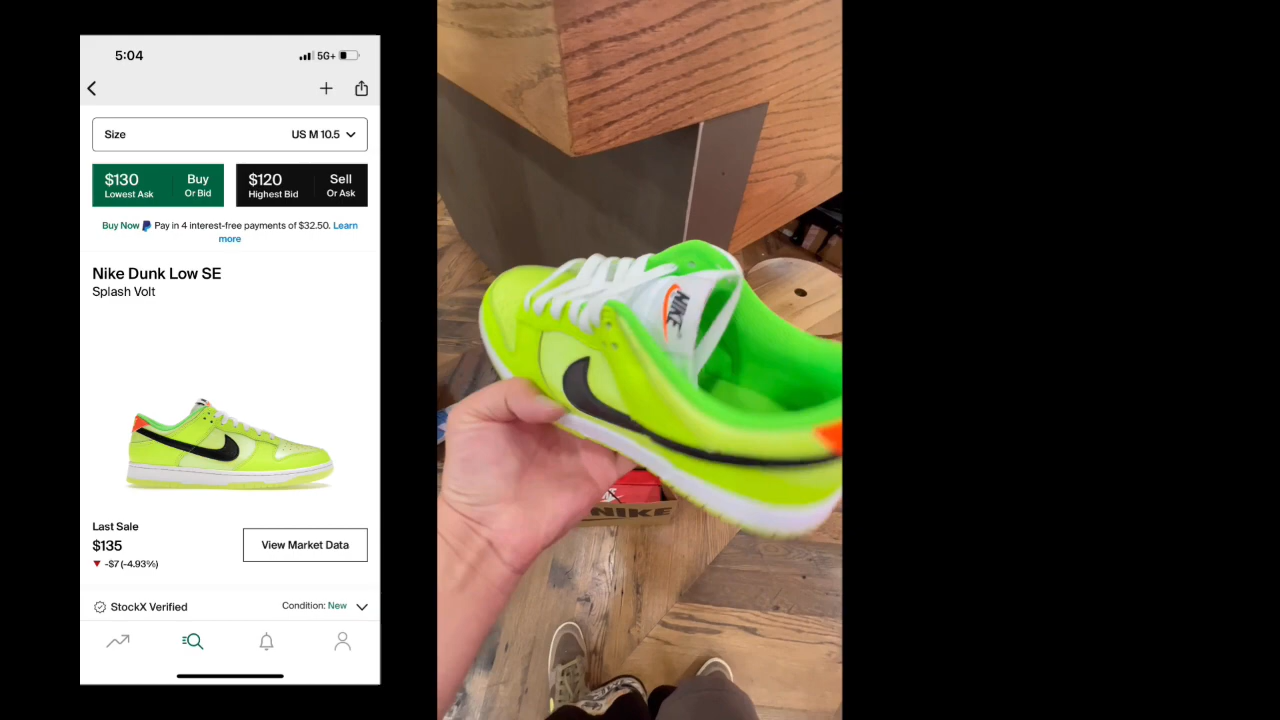 5:04
5G+
Size
US M 10.5
$130
Lowest Ask
Buy
Or Bid
$120
Highest Bid
Sell
Or Ask
Buy Now Pay in 4 interest-free payments of $32.50. Learn
more
Nike Dunk Low SE
Splash Volt
Last Sale
$135
▼ -$7 (-4.93%)
View Market Data
StockX Verified
Condition: New
NIKE
NIKE